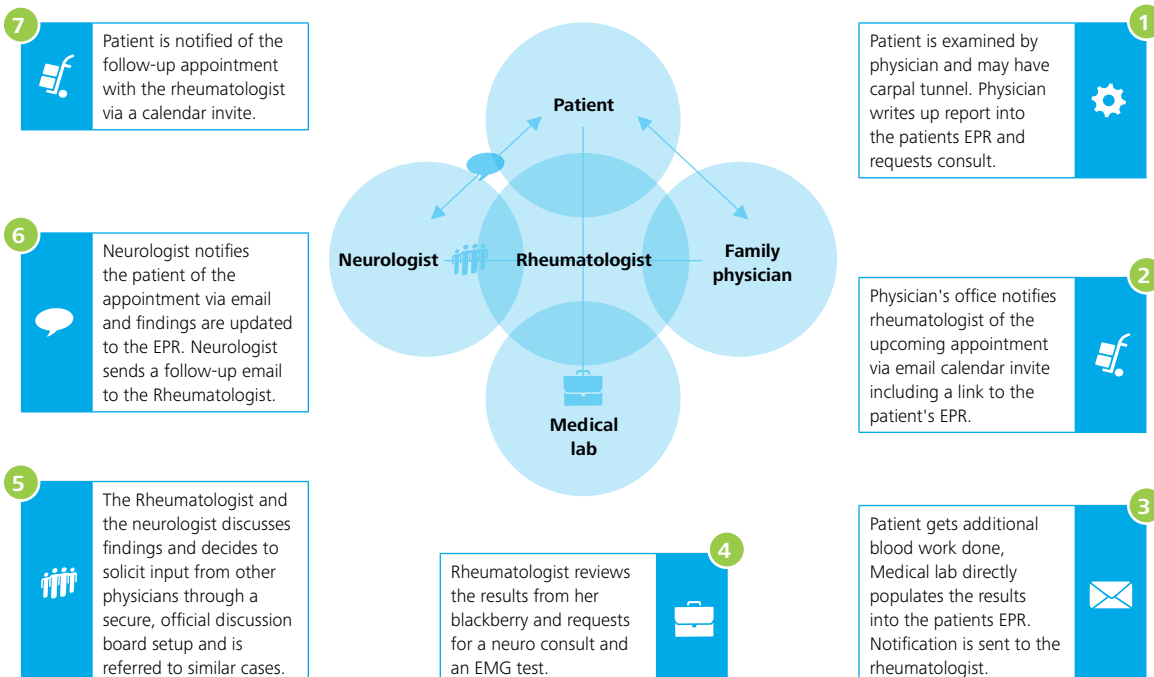 7
Patient is notified of the
follow-up appointment
with the rheumatologist
via a calendar invite.
1
Patient is examined by
physician and may have
carpal tunnel. Physician
writes up report into
the patients EPR and
requests consult.
Patient
Neurologist
Rheumatologist
Family
physician
Medical
lab
6
Neurologist notifies
the patient of the
appointment via email
and findings are updated
to the EPR. Neurologist
sends a follow-up email
to the Rheumatologist.
2
Physician's office notifies
rheumatologist of the
upcoming appointment
via email calendar invite
including a link to the
patient's EPR.
5
The Rheumatologist and
the neurologist discusses
findings and decides to
solicit input from other
physicians through a
secure, official discussion
board setup and is
referred to similar cases.
4
Rheumatologist reviews
the results from her
blackberry and requests
for a neuro consult and
an EMG test.
3
Patient gets additional
blood work done,
Medical lab directly
populates the results
into the patients EPR.
Notification is sent to the
rheumatologist.